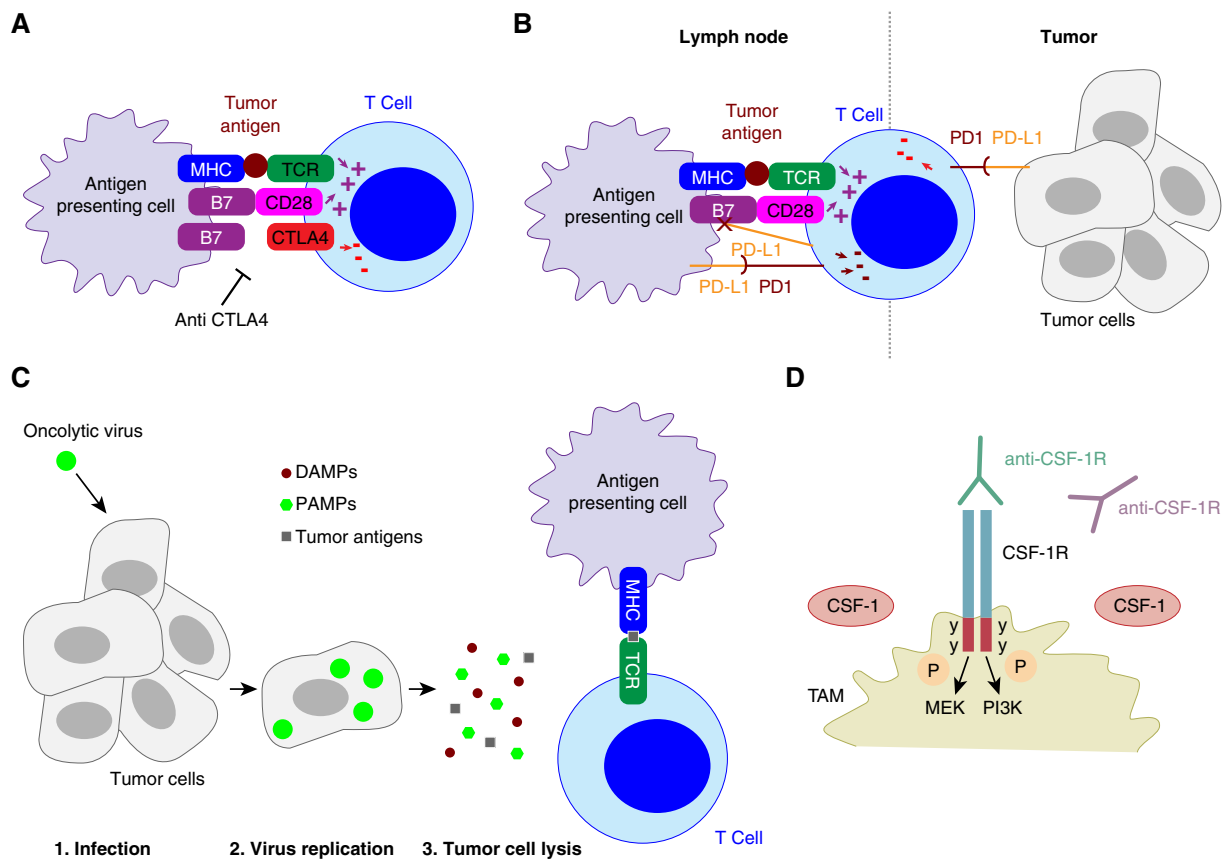 A
Tumor
antigen
T Cell
MHC
TCR
Antigen
presenting cell
B7
CD28
B7
CTLA4
Anti CTLA4
B
Lymph node
Tumor
Tumor
antigen
T Cell
PD1
PD-L1
MHC
TCR
Antigen
presenting cell
B7
CD28
PD-L1
PD-L1
PD1
Tumor cells
C
Oncolytic virus
DAMPs
PAMPs
Tumor antigens
Antigen
presenting cell
MHC
TCR
Tumor cells
T Cell
1. Infection
2. Virus replication
3. Tumor cell lysis
D
anti-CSF-1R
anti-CSF-1R
CSF-1R
CSF-1
CSF-1
y
y
y
y
P
P
TAM
MEK
PI3K